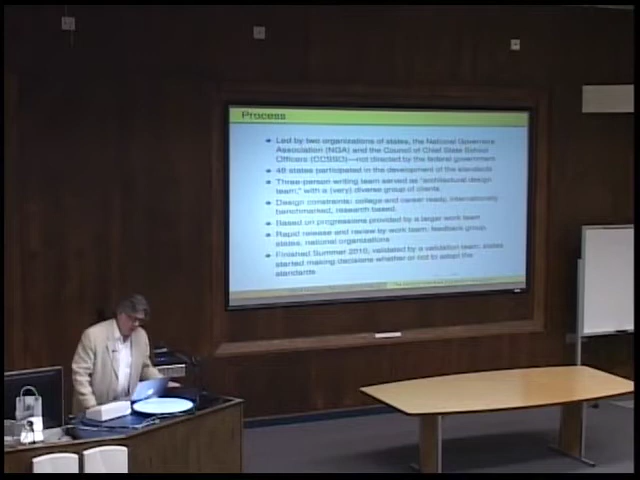 Process
Led by two organizations of states, the National Governors
Association (NGA) and the Council of Chief State School
Officers (CCSSO)—not directed by the federal government
48 states participated in the development of the standards
Three-person writing team served as "architectural design
team," with a (very) diverse group of clients.
Design constraints: college and career ready, internationally
benchmarked, research based.
Based on progressions provided by a larger work team
Rapid release and review by work team, feedback group,
states, national organizations
Finished Summer 2010, validated by a validation team; states
started making decisions whether or not to adopt the
standards